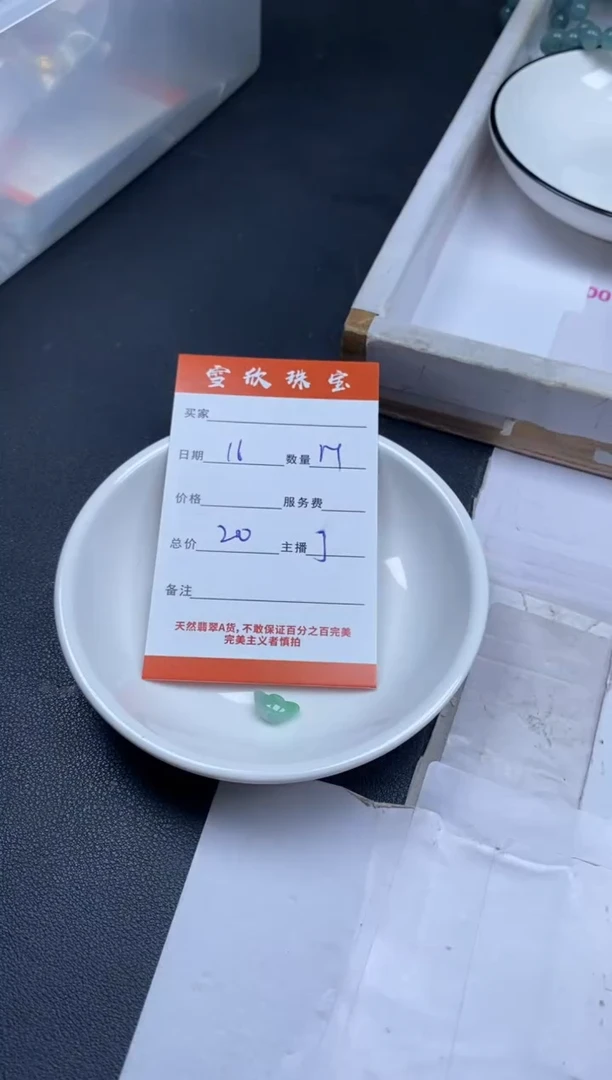 雪欣珠宝
买家
日期 11 数量 17
价格 服务费
总价 20 主播
备注
天然翡翠A货，不敢保证百分之百完美
完美主义者慎拍